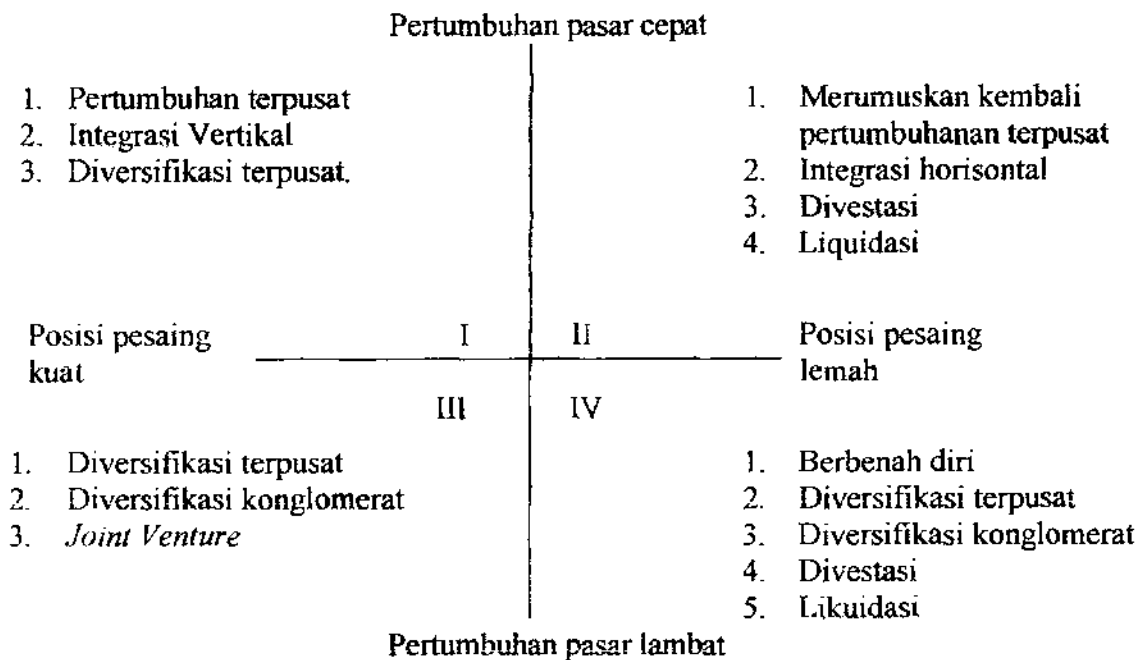 Pertumbuhan pasar cepat
1. Pertumbuhan terpusat
2. Integrasi Vertikal
3. Diversifikasi terpusat.
1. Merumuskan kembali
pertumbuhanan terpusat
2. Integrasi horisontal
3. Divestasi
4. Liquidasi
Posisi pesaing
kuat
I
II
Posisi pesaing
lemah
III
IV
1. Diversifikasi terpusat
2. Diversifikasi konglomerat
3. Joint Venture
1. Berbenah diri
2. Diversifikasi terpusat
3. Diversifikasi konglomerat
4. Divestasi
5. Likuidasi
Pertumbuhan pasar lambat